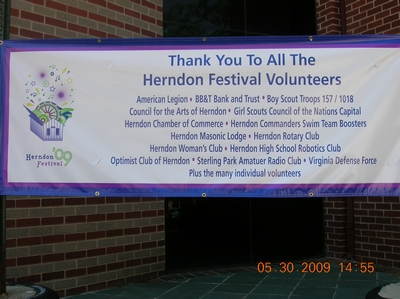 Thank You To All The
Herndon Festival Volunteers
American Legion • BB&T Bank and Trust • Boy Scout Troops 157 / 1018
Council for the Arts of Herndon • Girl Scouts Council of the Nations Capital
Herndon Chamber of Commerce • Herndon Commanders Swim Team Boosters
Herndon Masonic Lodge • Herndon Rotary Club
Herndon Woman's Club • Herndon High School Robotics Club
Optimist Club of Herndon • Sterling Park Amatuer Radio Club • Virginia Defense Force
Plus the many individual volunteers
Herndon '09
Festival
05.30.2009 14:55